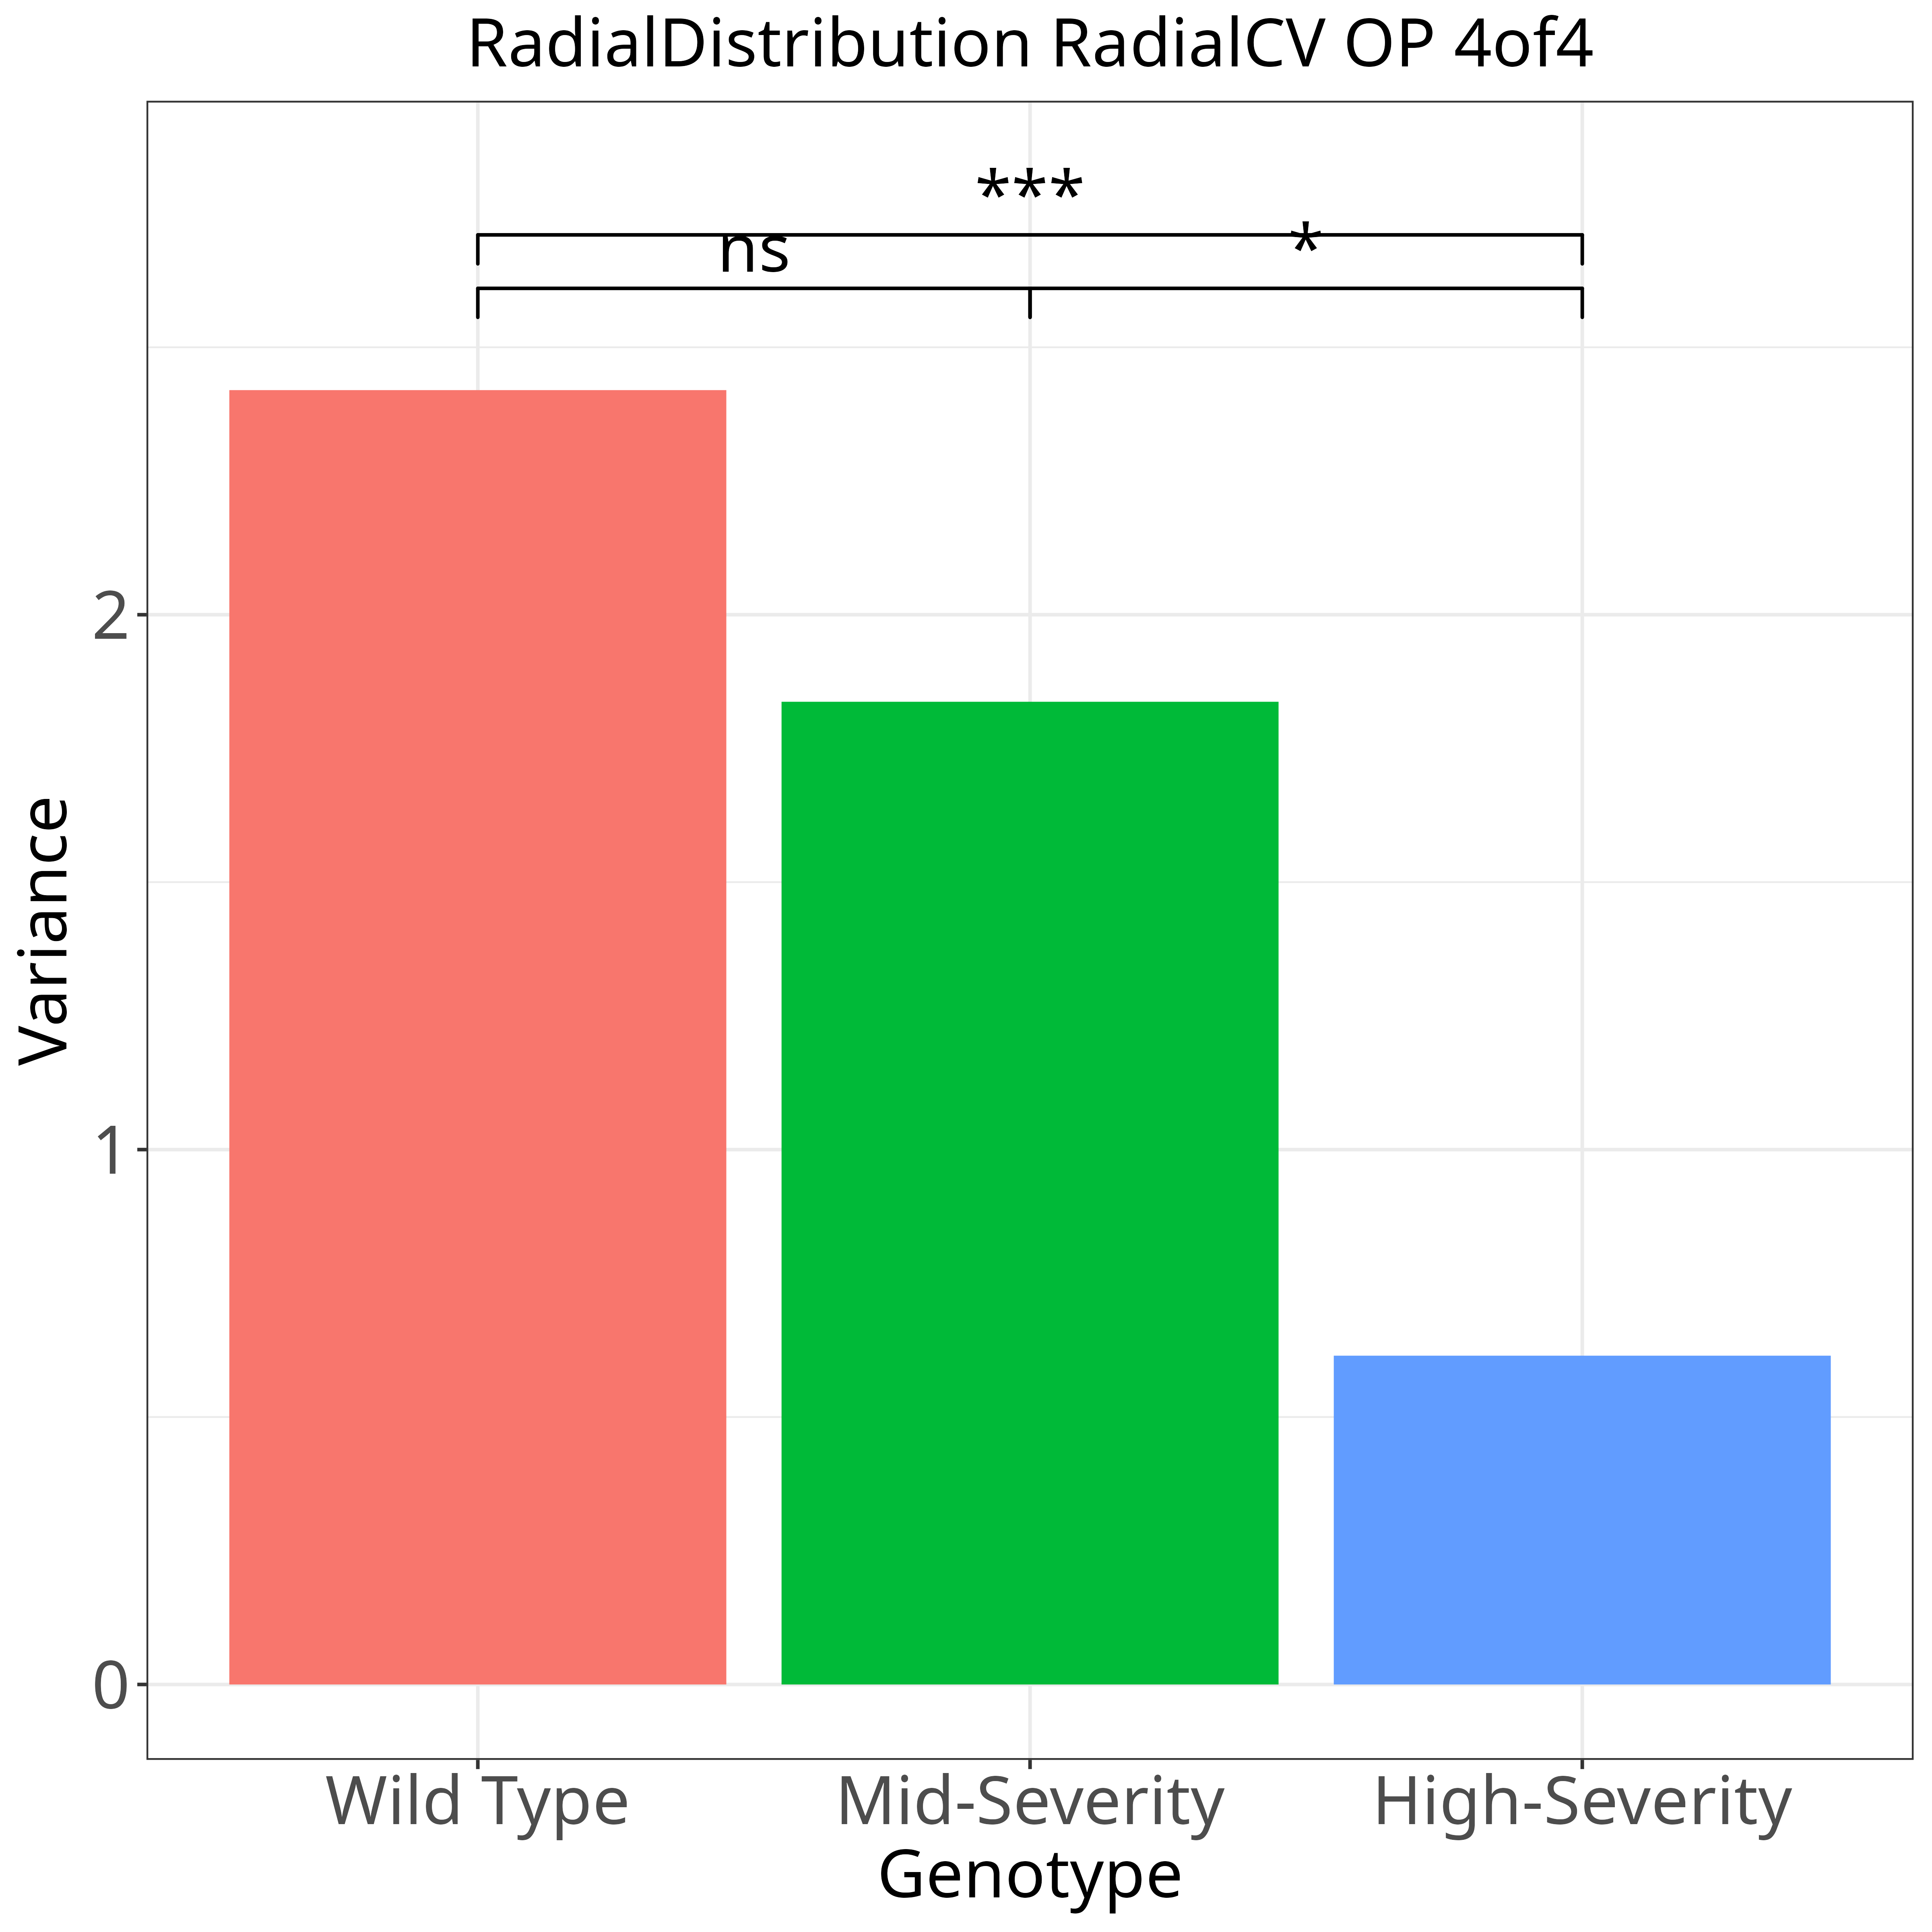 RadialDistribution RadialCV OP 4of4
***
ns
*
2
1
0
Variance
Wild Type
Mid-Severity
High-Severity
Genotype